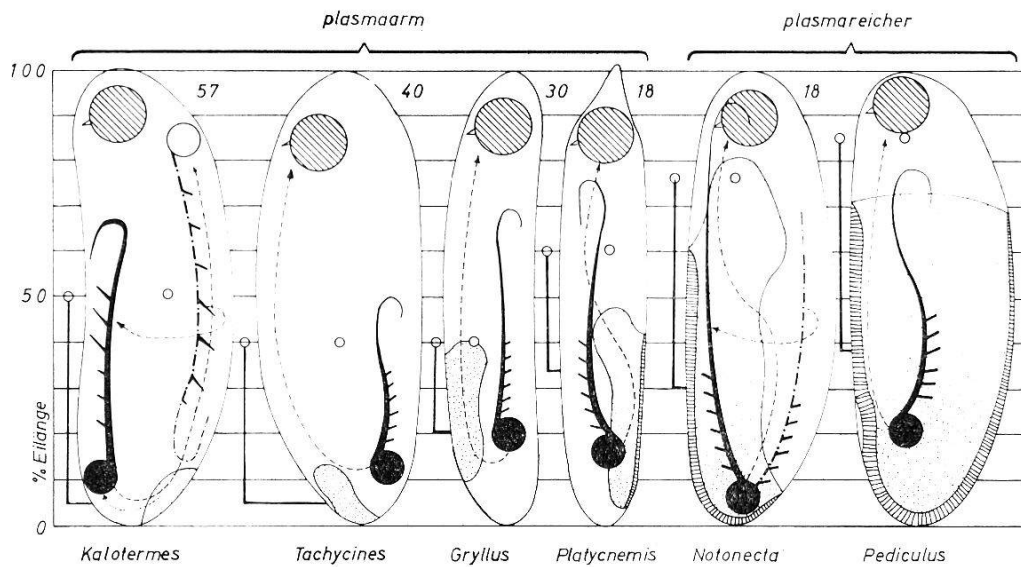 plasmaarm plasmareicher
100
57 40 30 18 18
50
% Eilänge
0
Kalotermes Tachycines Gryllus Platycnemis Notonecta Pediculus